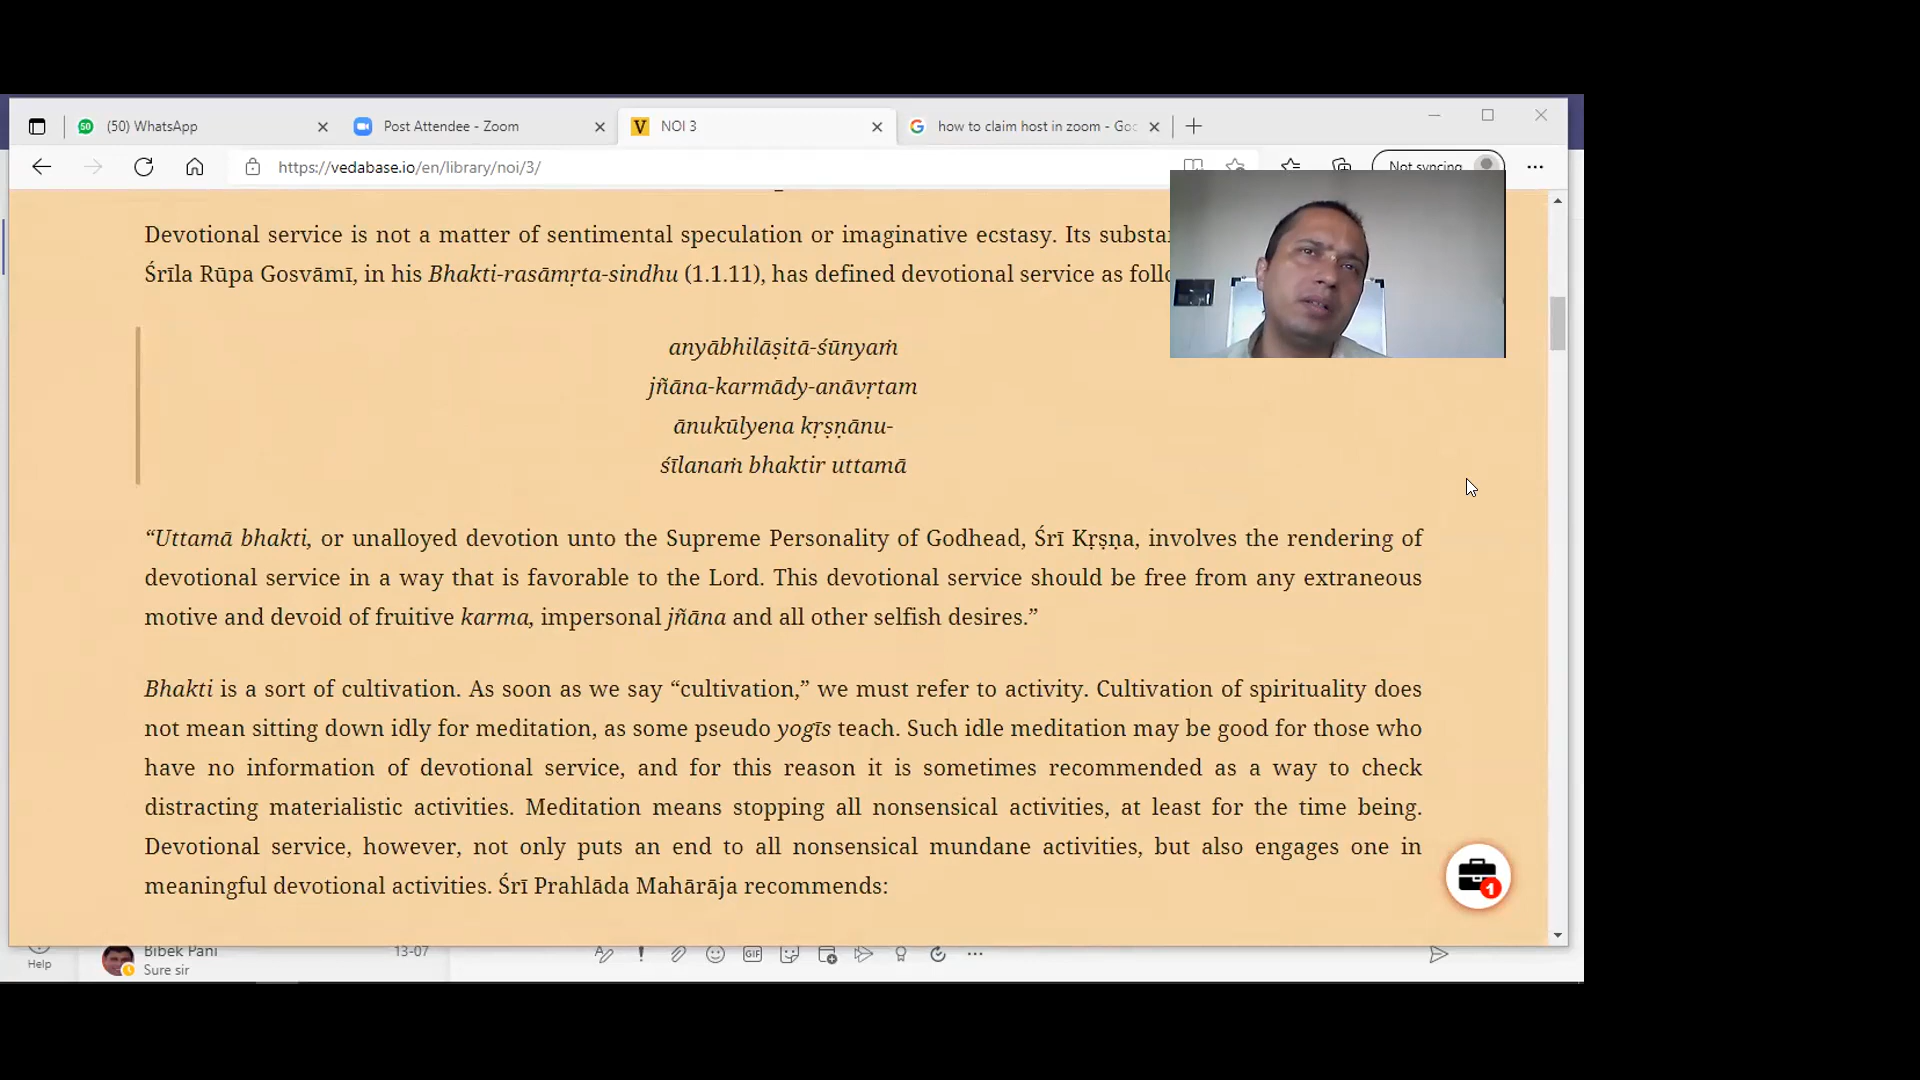 (50) WhatsApp
Post Attendee - Zoom
NOI 3
how to claim host in zoom - Goo
https://vedabase.io/en/library/noi/3/
Not syncing
Devotional service is not a matter of sentimental speculation or imaginative ecstasy. Its
Śrīla Rūpa Gosvāmī, in his Bhakti-rasāmṛta-sindhu (1.1.11), has defined devotional service as
anyābhilāṣitā-śūnyaṁ
jñāna-karmādy-anāvṛtam
ānukūlyena kṛṣṇānu-
śīlanaṁ bhaktir uttamā
“Uttamā bhakti, or unalloyed devotion unto the Supreme Personality of Godhead, Śrī Kṛṣṇa, involves the rendering of
devotional service in a way that is favorable to the Lord. This devotional service should be free from any extraneous
motive and devoid of fruitive karma, impersonal jñāna and all other selfish desires.”
Bhakti is a sort of cultivation. As soon as we say “cultivation,” we must refer to activity. Cultivation of spirituality does
not mean sitting down idly for meditation, as some pseudo yogīs teach. Such idle meditation may be good for those who
have no information of devotional service, and for this reason it is sometimes recommended as a way to check
distracting materialistic activities. Meditation means stopping all nonsensical activities, at least for the time being.
Devotional service, however, not only puts an end to all nonsensical mundane activities, but also engages one in
meaningful devotional activities. Śrī Prahlāda Mahārāja recommends:
1
Bibek Pani
13-07
Help
Sure sir
GIF